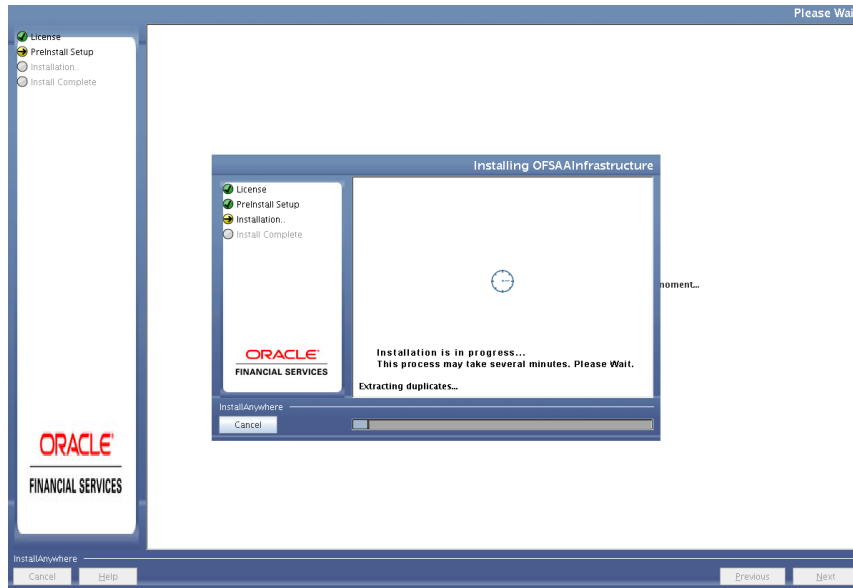 Please Wai
License
PreInstall Setup
Installation..
Install Complete
Installing OFSAAInfrastructure
License
PreInstall Setup
Installation..
Install Complete
noment...
ORACLE'
FINANCIAL SERVICES
Installation is in progress...
This process may take several minutes. Please Wait.
Extracting duplicates...
InstallAnywhere
Cancel
ORACLE'
FINANCIAL SERVICES
InstallAnywhere
Cancel
Help
Previous
Next